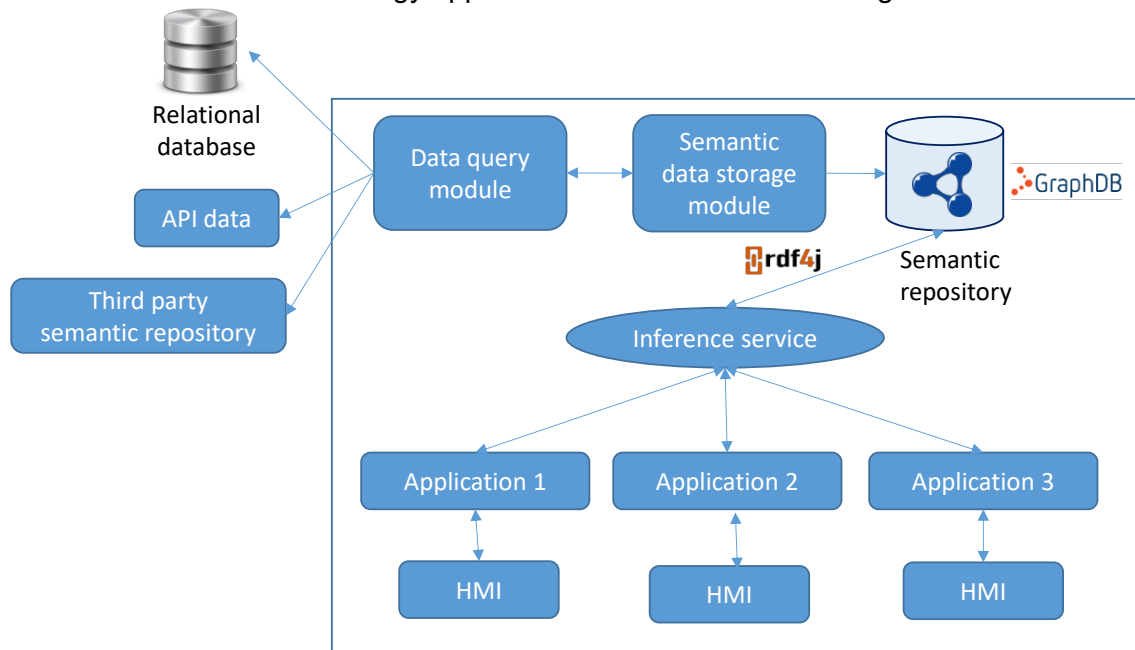 Relational
database
API data
Third party
semantic repository
Data query
module
Semantic
data storage
module
GraphDB
rdf4j
Semantic
repository
Inference service
Application 1
Application 2
Application 3
HMI
HMI
HMI